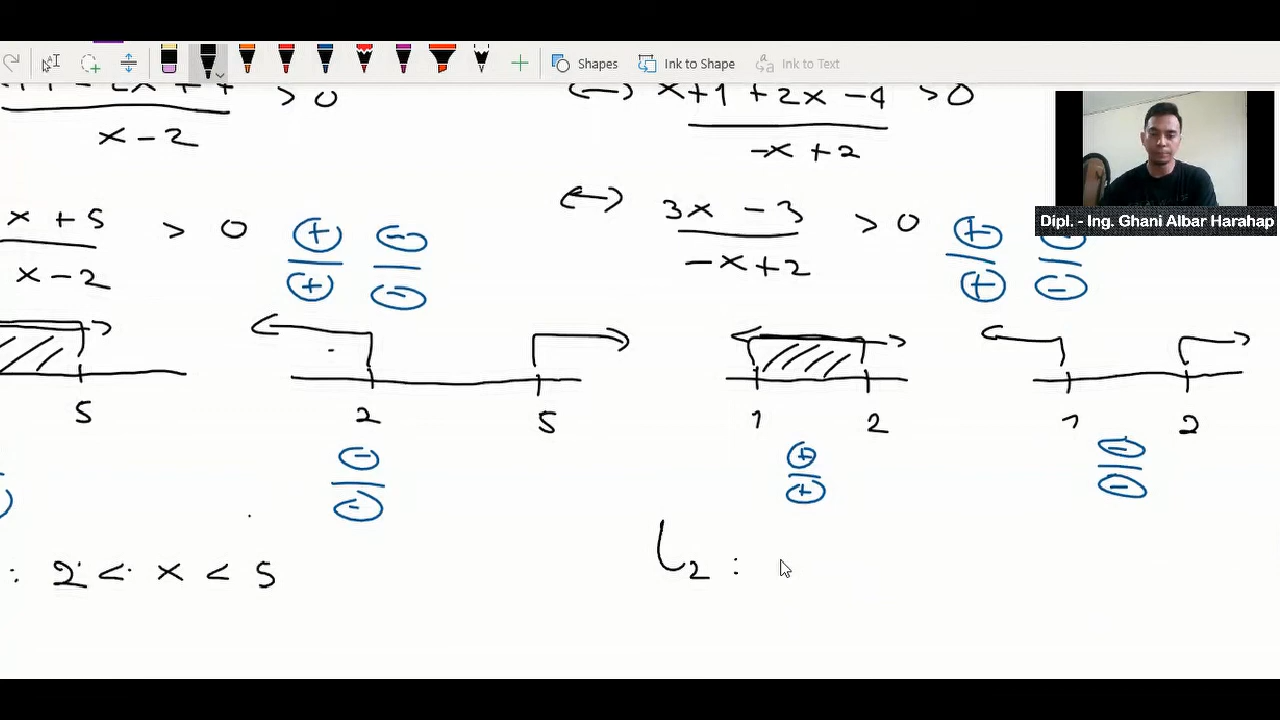 Shapes Ink to Shape Ink to Text
> 0
x - 2
<-> x+1 +2x -4 > 0
-x +2
x + 5 > 0 (+) (-)
x - 2 (+) (-)
<-> 3x - 3 > 0 (+)
-x+2 (+) (-)
Dipl. - Ing. Ghani Albar Harahap
5
2 5
1 2
1 2
(-)
(-)
(+)
(+)
(-)
(-)
: 2 < x < 5
L2 :